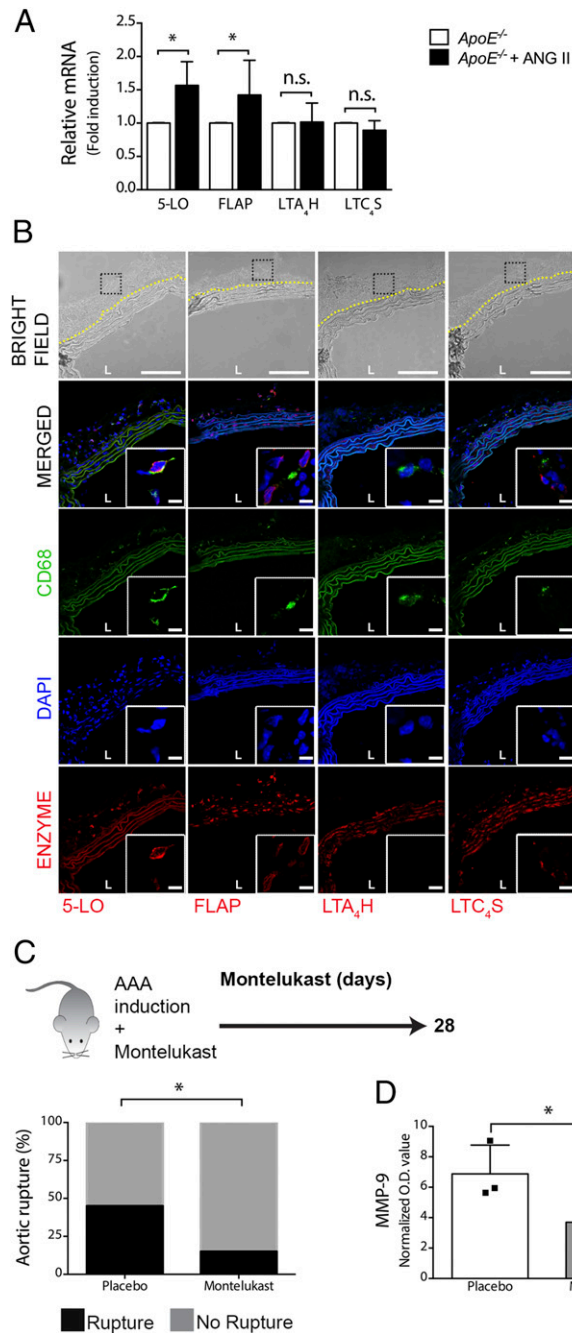 A
Relative mRNA
(Fold induction)
2.0
1.5
1.0
0.5
0.0
*
*
n.s.
n.s.
5-LO FLAP LTA₄H LTC₄S
ApoE⁻/⁻
ApoE⁻/⁻ + ANG II
B
BRIGHT
FIELD
L L L L
MERGED
L L L L
CD68
L L L L
DAPI
L L L L
ENZYME
L L L L
5-LO FLAP LTA₄H LTC₄S
C
AAA
induction
+
Montelukast
Montelukast (days)
28
Aortic rupture (%)
100
75
50
25
0
*
Placebo Montelukast
Rupture No Rupture
D
MMP-9
Normalized O.D. value
10
8
6
4
2
0
*
Placebo M